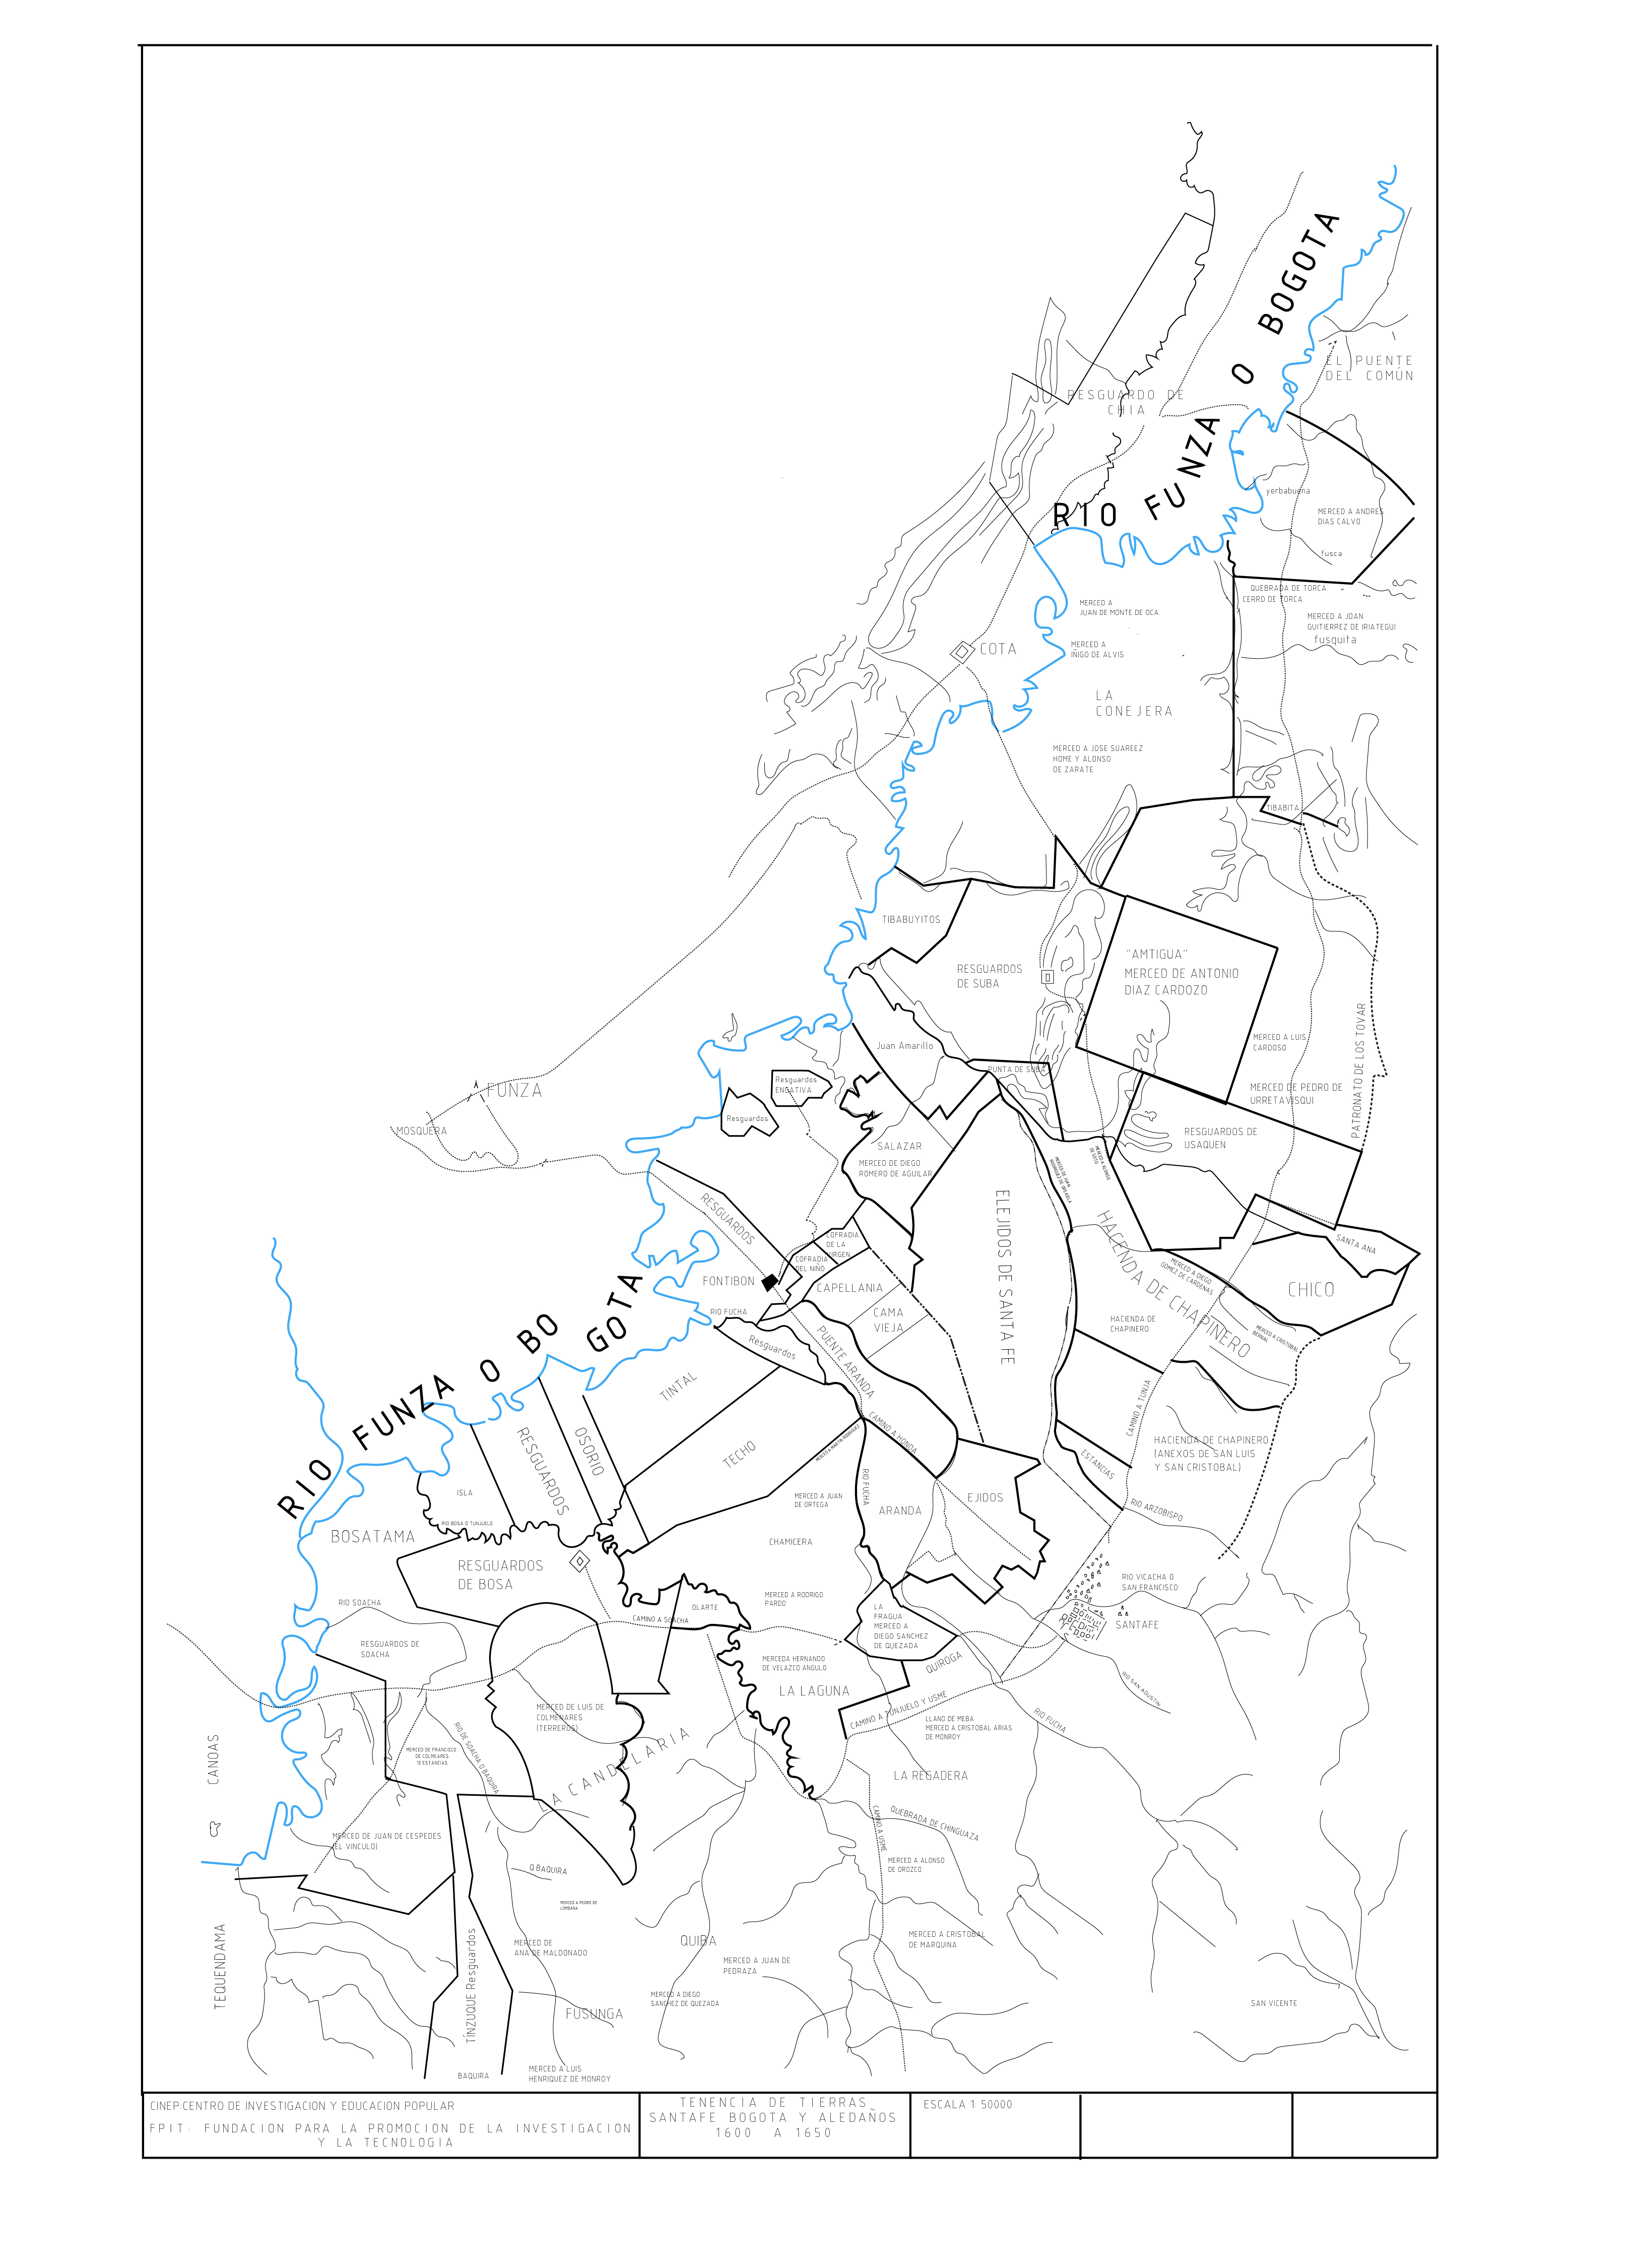 RIO FUNZA O BOGOTA
EL PUENTE
DEL COMÚN
RESGUARDO DE
CHIA
yerbabuena
MERCED A ANDRES
DIAS CALVO
fusca
QUEBRADA DE TORCA
CERRO DE TORCA
MERCED A JOAN
GUITIERREZ DE IRIATEGUI
fusquita
MERCED A
JUAN DE MONTE DE OCA
MERCED A
IÑIGO DE ALVIS
COTA
LA
CONEJERA
MERCED A JOSE SUAREEZ
HOME Y ALONSO
DE ZARATE
TIBABITA
TIBABUYITOS
RESGUARDOS
DE SUBA
"AMTIGUA"
MERCED DE ANTONIO
DIAZ CARDOZO
PATRONATO DE LOS TOVAR
MERCED A LUIS
CARDOSO
Juan Amarillo
PUNTA DE SUBA
MERCED DE PEDRO DE
URRETAVISQUI
Resguardos
ENGATIVA
Resguardos
FUNZA
MOSQUERA
RESGUARDOS DE
USAQUEN
SALAZAR
MERCED DE DIEGO
ROMERO DE AGUILAR
MERCED A ALONSO
DE SOTO
RESGUARDOS
ELEJIDOS DE SANTA FE
HACENDA DE CHAPINERO
COFRADIA
DE LA
VIRGEN
COFRADIA
DEL NIÑO
SANTA ANA
MERCED A DIEGO
GOMEZ DE CARDENAS
CHICO
FONTIBON
CAPELLANIA
CAMA
VIEJA
RIO FUCHA
HACIENDA DE
CHAPINERO
MERCED A CRISTOBAL
BERNAL
Resguardos
PUENTE ARANDA
RIO FUNZA O BO
GOTA
TINTAL
CAMINO A TUNJA
CAMINO A HONDA
RESGUARDOS
OSORIO
TECHO
HACIENDA DE CHAPINERO
(ANEXOS DE SAN LUIS
Y SAN CRISTOBAL)
ESTANCIAS
RIO FUCHA
ISLA
MERCED A JUAN
DE ORTEGA
ARANDA
EJIDOS
RIO ARZOBISPO
RIO BOSA O TUNJUELO
BOSATAMA
CHAMICERA
RESGUARDOS
DE BOSA
RIO VICACHA O
SAN FRANCISCO
RIO SOACHA
MERCED A RODRIGO
PARDO
OLARTE
CAMINO A SOACHA
LA
FRAGUA
MERCED A
DIEGO SANCHEZ
DE QUEZADA
SANTAFE
RESGUARDOS DE
SOACHA
MERCEDA HERNANDO
DE VELAZCO ANGULO
QUIROGA
RIO SAN AGUSTIN
LA LAGUNA
MERCED DE LUIS DE
COLMENARES
(TERREROS)
CAMINO A TUNJUELO Y USME
LLANO DE MEBA
MERCED A CRISTOBAL ARIAS
DE MONROY
RIO FUCHA
CANOAS
MERCED DE FRANCISCO
DE COLMEARES
12 ESTANCIAS
RIO DE SOACHA O BAQUIRA
LA CANDELARIA
LA REGADERA
CAMINO A USME
QUEBRADA DE CHINGUAZA
MERCED DE JUAN DE CESPEDES
(EL VINCULO)
Q.BAQUIRA
MERCED A ALONSO
DE OROZCO
MERCED A PEDRO DE
LOMBANA
TEQUENDAMA
TINZUQUE Resguardos
MERCED DE
ANA DE MALDONADO
QUIBA
MERCED A CRISTOBAL
DE MARQUINA
MERCED A JUAN DE
PEDRAZA
MERCED A DIEGO
SANCHEZ DE QUEZADA
FUSUNGA
SAN VICENTE
BAQUIRA
MERCED A LUIS
HENRIQUEZ DE MONROY
CINEP:CENTRO DE INVESTIGACION Y EDUCACION POPULAR
FPIT: FUNDACION PARA LA PROMOCION DE LA INVESTIGACION
Y LA TECNOLOGIA
TENENCIA DE TIERRAS
SANTAFE BOGOTA Y ALEDAÑOS
1600 A 1650
ESCALA 1: 50000